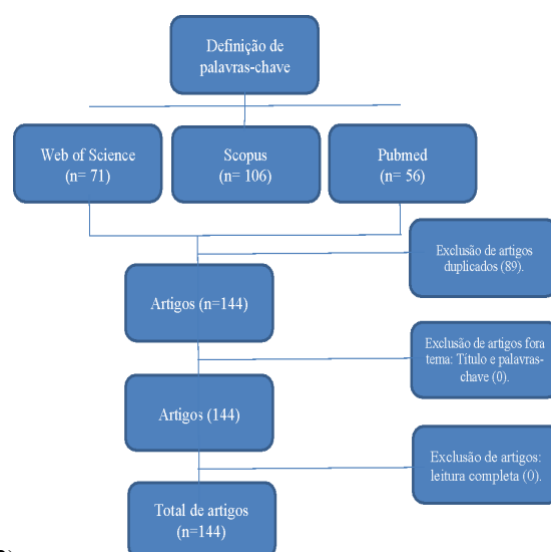 Definição de
palavras-chave
Web of Science
(n= 71)
Scopus
(n= 106)
Pubmed
(n= 56)
Exclusão de artigos
duplicados (89).
Artigos (n=144)
Exclusão de artigos fora
tema: Título e palavras-
chave (0).
Artigos (144)
Exclusão de artigos:
leitura completa (0).
Total de artigos
(n=144)